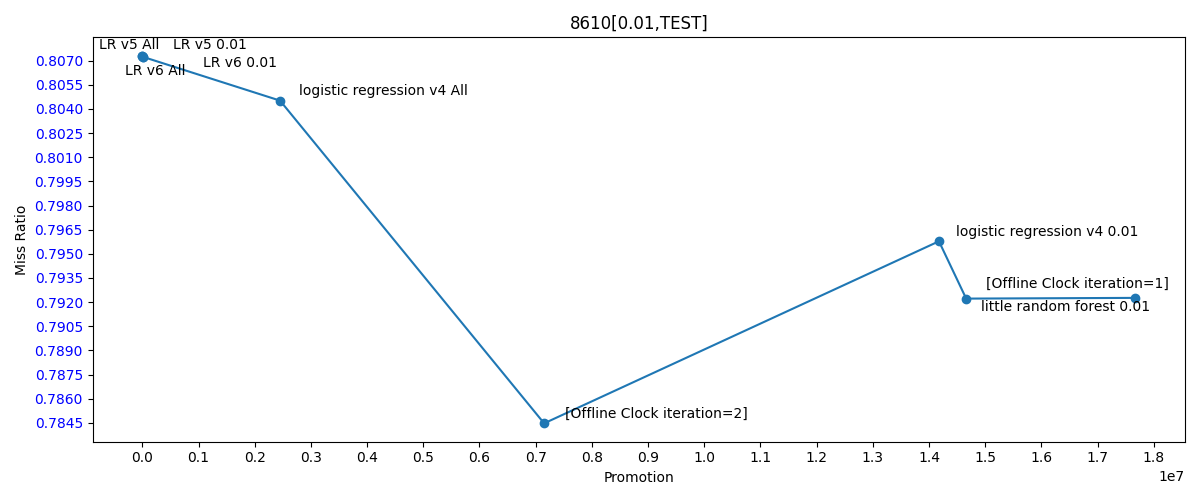 8610[0.01,TEST]
LR v5 All
LR v5 0.01
LR v6 All
LR v6 0.01
logistic regression v4 All
logistic regression v4 0.01
[Offline Clock iteration=1]
little random forest 0.01
[Offline Clock iteration=2]
Miss Ratio
0.8070
0.8055
0.8040
0.8025
0.8010
0.7995
0.7980
0.7965
0.7950
0.7935
0.7920
0.7905
0.7890
0.7875
0.7860
0.7845
0.0 0.1 0.2 0.3 0.4 0.5 0.6 0.7 0.8 0.9 1.0 1.1 1.2 1.3 1.4 1.5 1.6 1.7 1.8
1e7
Promotion